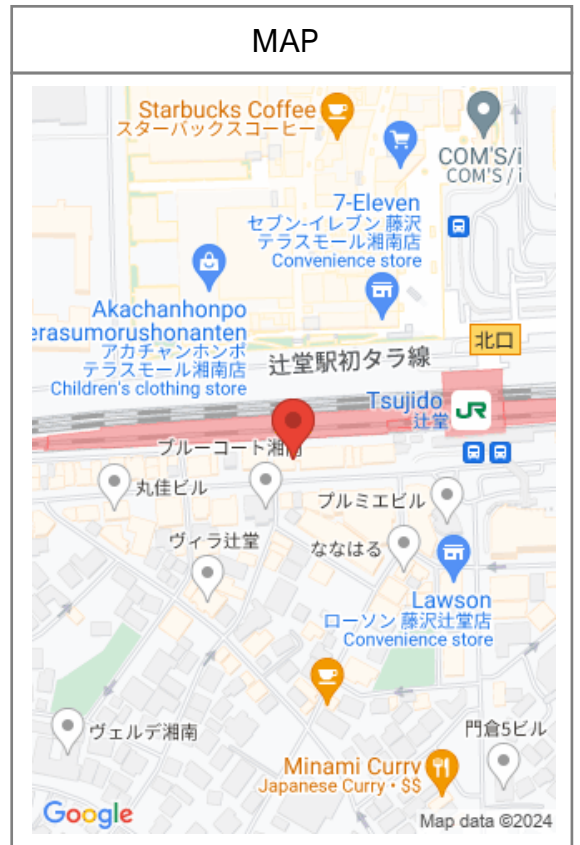 MAP
Starbucks Coffee
スターバックスコーヒー
COM'S/i
COM'S / i
7-Eleven
セブン-イレブン 藤沢
テラスモール湘南店
Convenience store
Akachanhonpo
erasumorushonanten
アカチャンホンポ
テラスモール湘南店
Children's clothing store
北口
辻堂駅初タラ線
Tsujido
辻堂
JR
ブルーコート湘南
丸佳ビル
プルミエビル
ヴィラ辻堂
ななはる
Lawson
ローソン 藤沢辻堂店
Convenience store
ヴェルデ湘南
門倉5ビル
Minami Curry
Japanese Curry • $$
Google
Map data ©2024